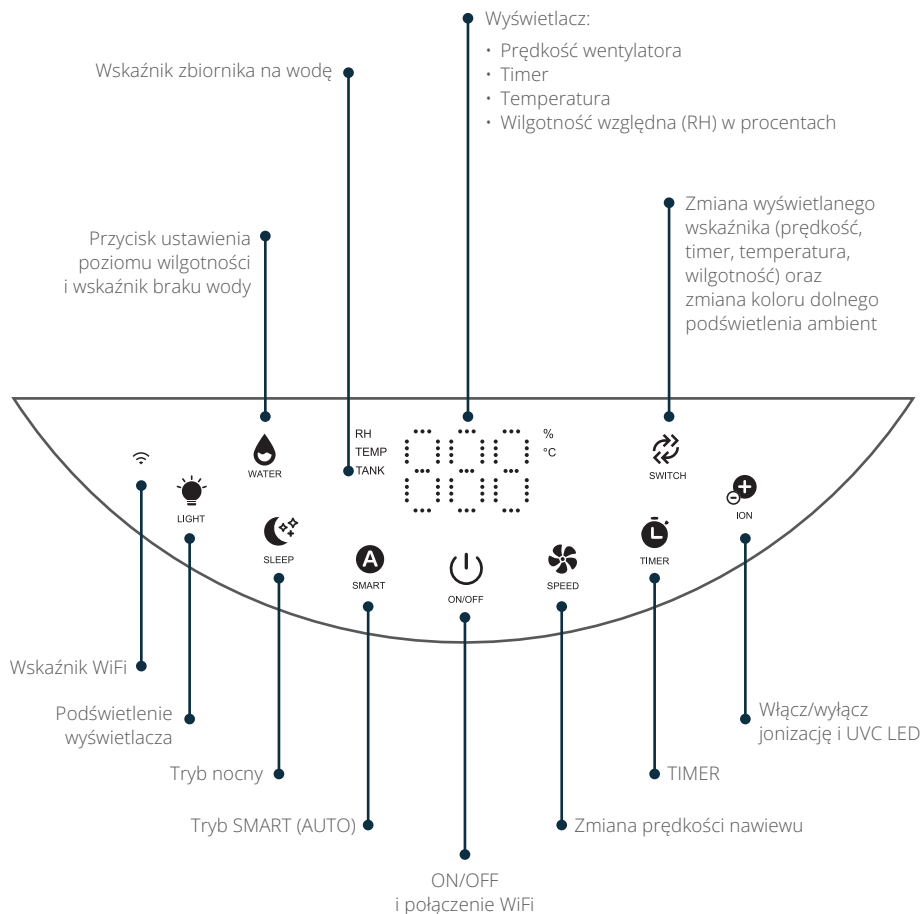 Wyświetlacz:
• Prędkość wentylatora
• Timer
• Temperatura
• Wilgotność względna (RH) w procentach
Wskaźnik zbiornika na wodę
Zmiana wyświetlanego
wskaźnika (prędkość,
timer, temperatura,
wilgotność) oraz
zmiana koloru dolnego
podświetlenia ambient
Przycisk ustawienia
poziomu wilgotności
i wskaźnik braku wody
RH
TEMP
TANK
%
°C
WATER
SWITCH
LIGHT
ION
SLEEP
TIMER
A
SMART
ON/OFF
SPEED
Wskaźnik WiFi
Podświetlenie
wyświetlacza
Włącz/wyłącz
jonizację i UVC LED
Tryb nocny
TIMER
Tryb SMART (AUTO)
Zmiana prędkości nawiewu
ON/OFF
i połączenie WiFi